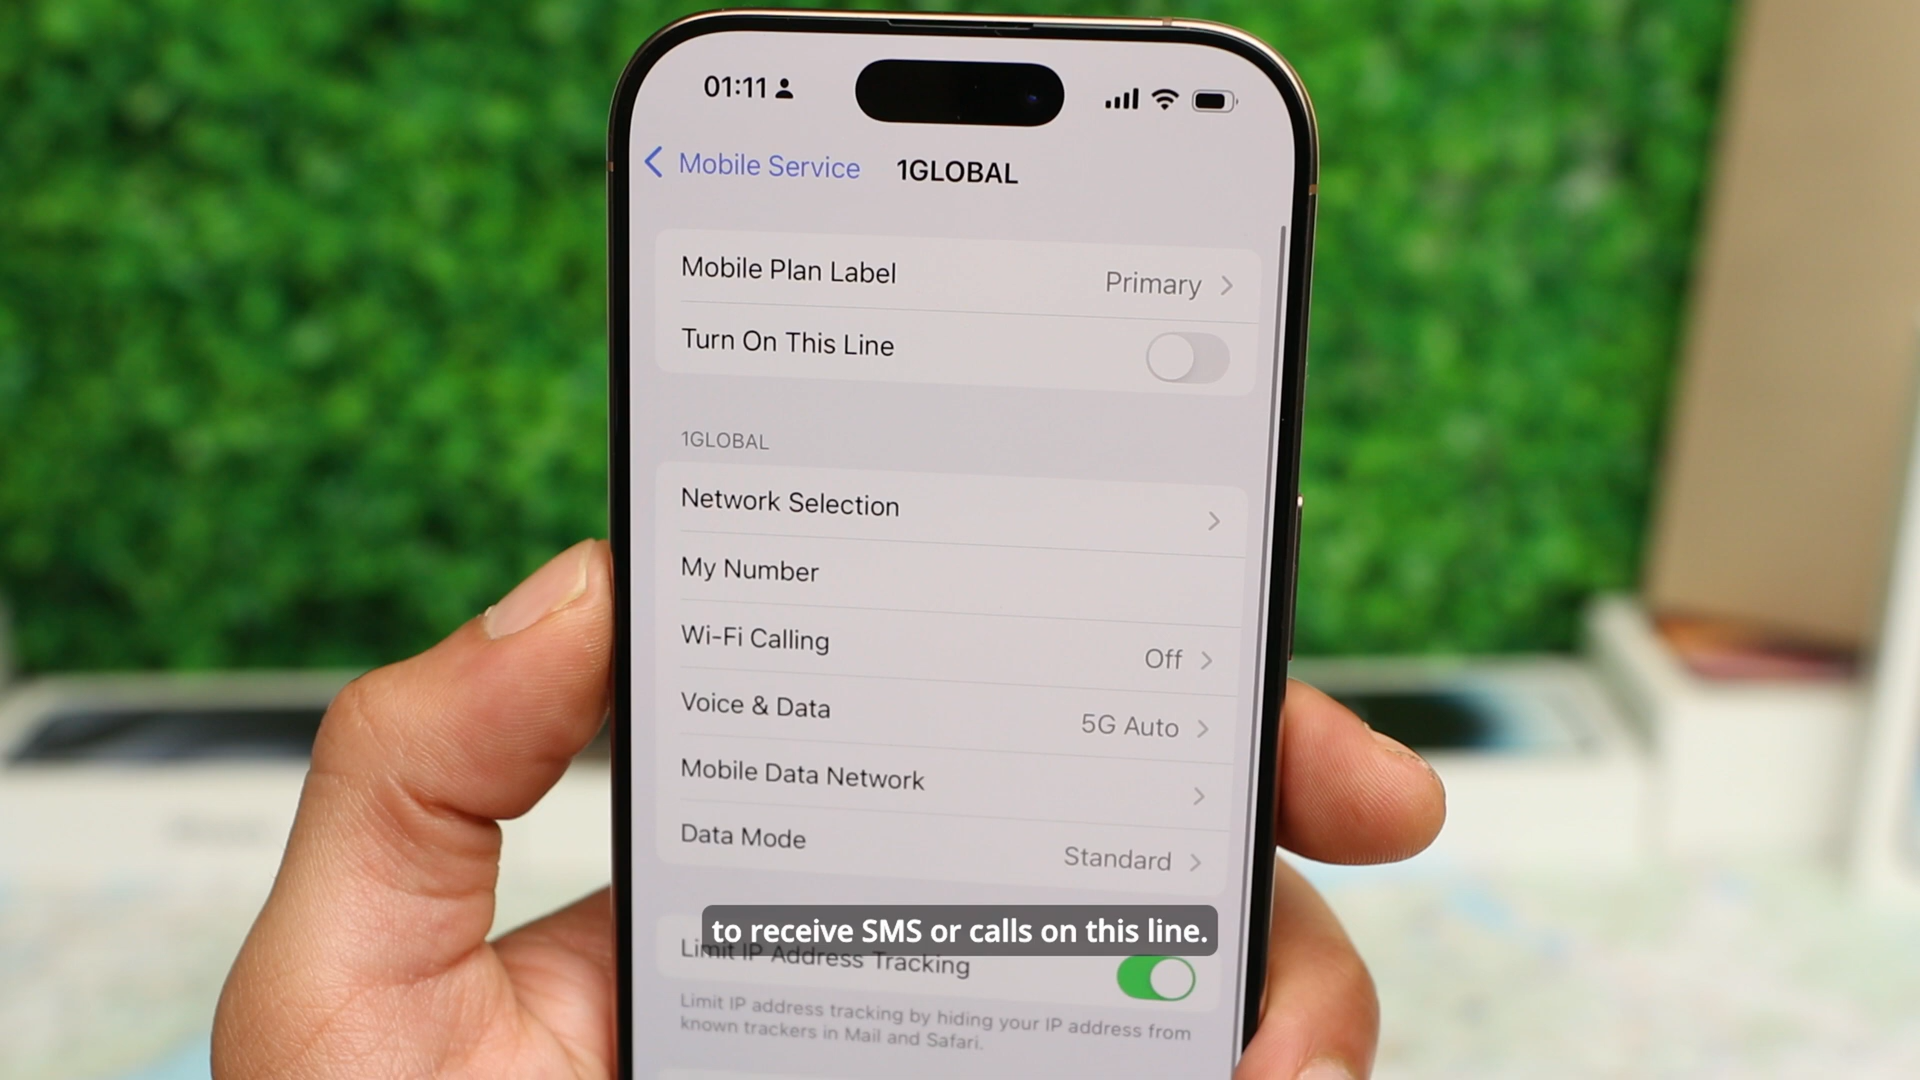 01:11
Mobile Service 1GLOBAL
Mobile Plan Label Primary
Turn On This Line
1GLOBAL
Network Selection
My Number
Wi-Fi Calling Off
Voice & Data 5G Auto
Mobile Data Network
Data Mode Standard
to receive SMS or calls on this line.
Limit IP Address Tracking
Limit IP address tracking by hiding your IP address from
known trackers in Mail and Safari.